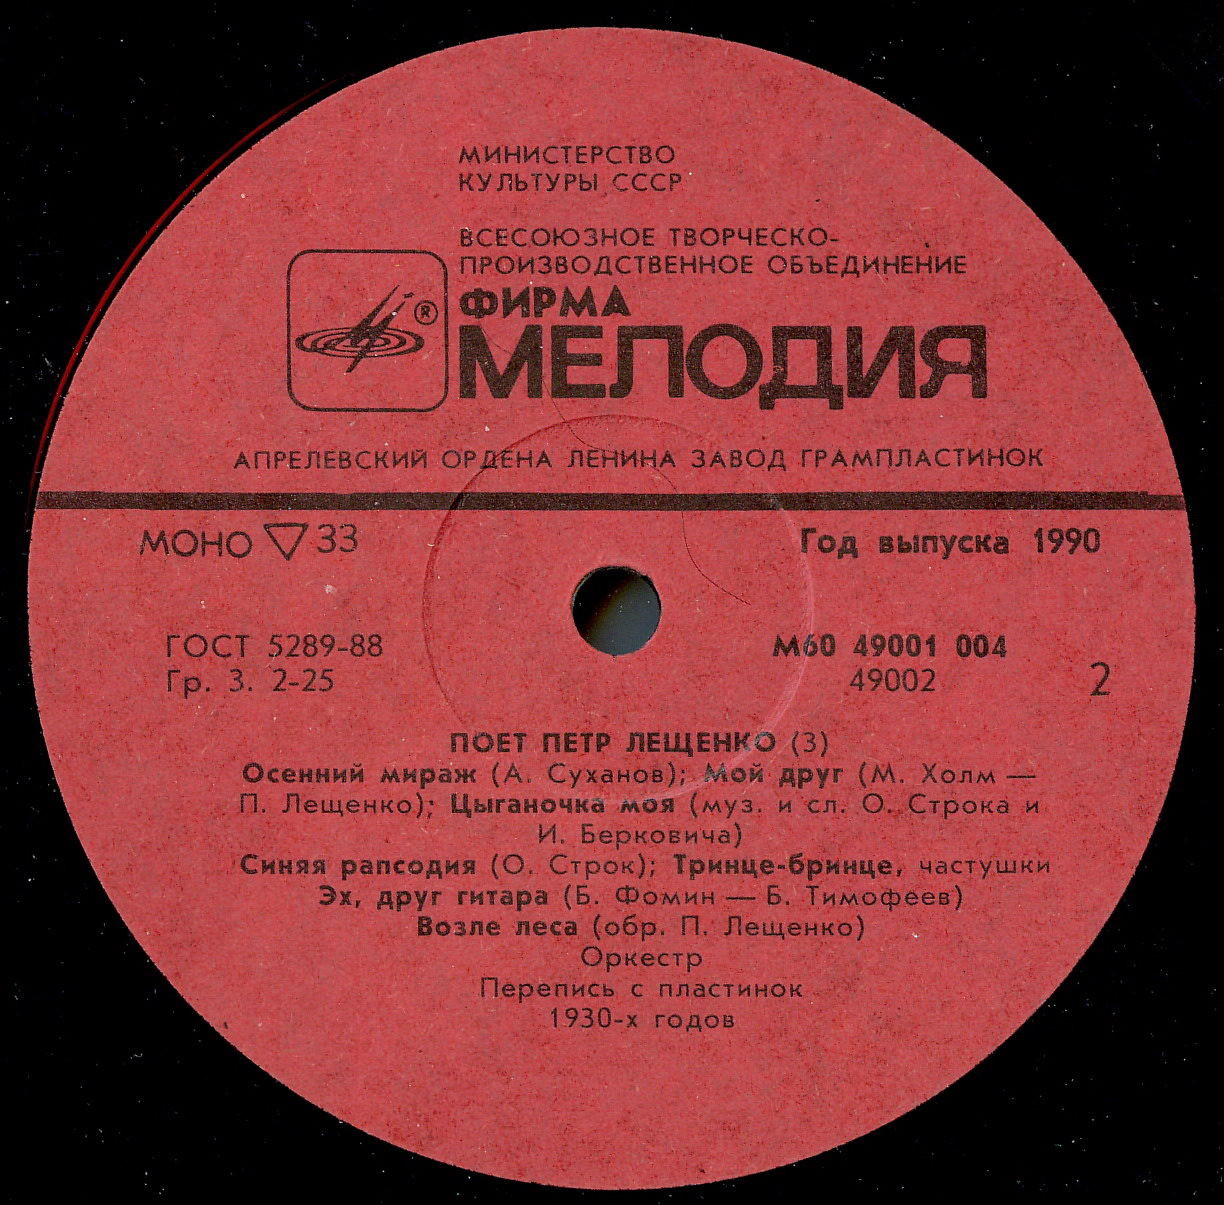 МИНИСТЕРСТВО
КУЛЬТУРЫ СССР
ВСЕСОЮЗНОЕ ТВОРЧЕСКО-
ПРОИЗВОДСТВЕННОЕ ОБЪЕДИНЕНИЕ
ФИРМА
®
МЕЛОДИЯ
АПРЕЛЕВСКИЙ ОРДЕНА ЛЕНИНА ЗАВОД ГРАМПЛАСТИНОК
МОНО ▽ 33
Год выпуска 1990
ГОСТ 5289-88
Гр. 3. 2-25
М60 49001 004
49002
2
ПОЕТ ПЕТР ЛЕЩЕНКО (3)
Осенний мираж (А. Суханов); Мой друг (М. Холм —
П. Лещенко); Цыганочка моя (муз. и сл. О. Строка и
И. Берковича)
Синяя рапсодия (О. Строк); Тринце-бринце, частушки
Эх, друг гитара (Б. Фомин — Б. Тимофеев)
Возле леса (обр. П. Лещенко)
Оркестр
Перепись с пластинок
1930-х годов